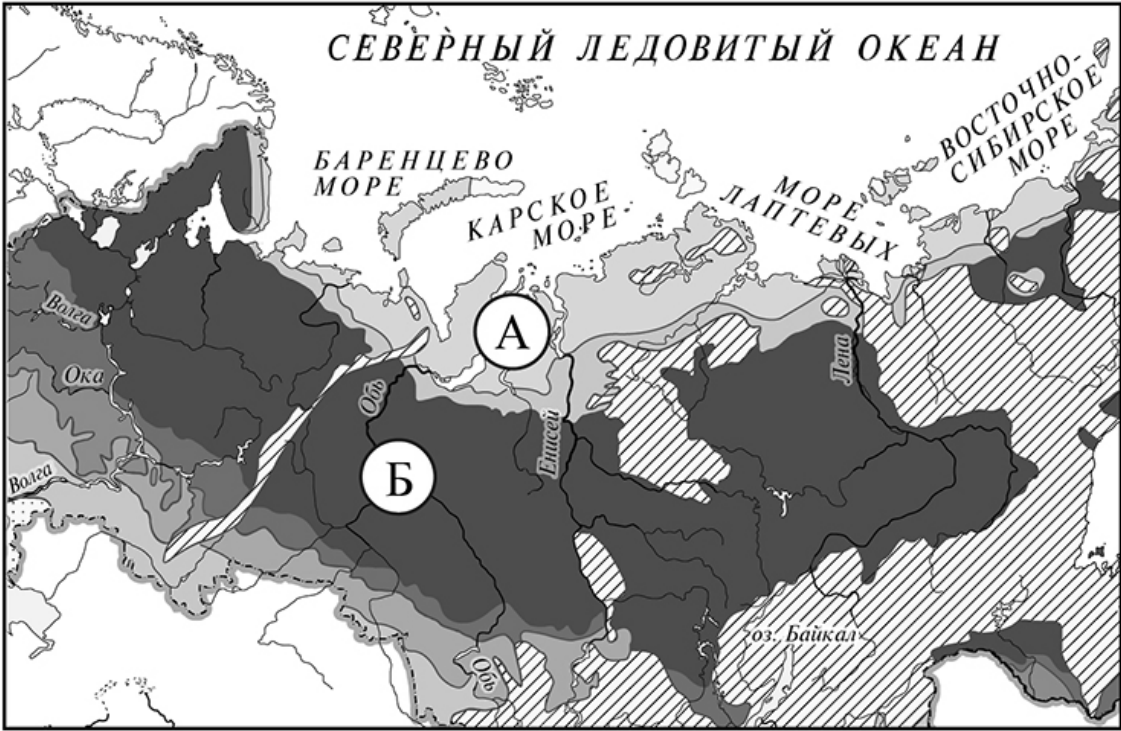 СЕВЕРНЫЙ ЛЕДОВИТЫЙ ОКЕАН
БАРЕНЦЕВО
МОРЕ
КАРСКОЕ
МОРЕ
МОРЕ
ЛАПТЕВЫХ
ВОСТОЧНО-
СИБИРСКОЕ
МОРЕ
А
Волга
Ока
Обь
Енисей
Лена
Б
Волга
Обь
оз. Байкал